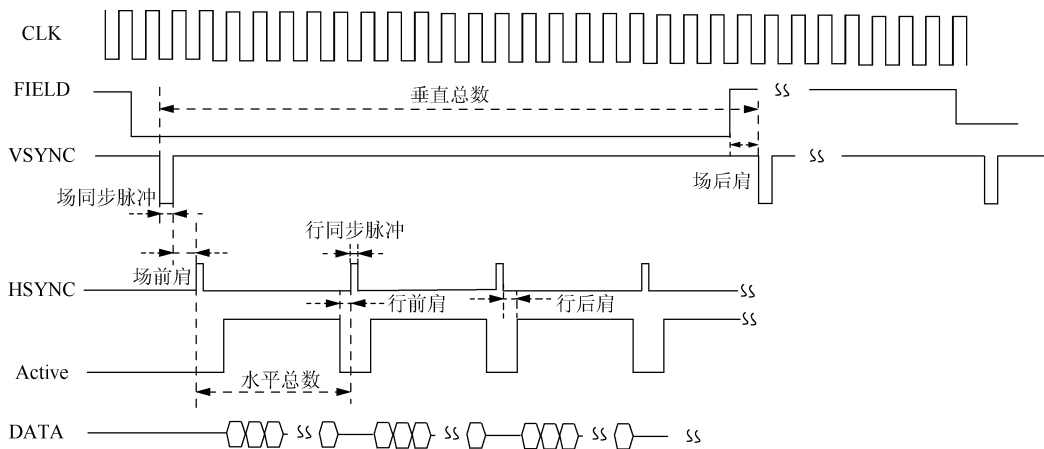 CLK
FIELD
垂直总数
VSYNC
场后肩
场同步脉冲
行同步脉冲
场前肩
HSYNC
行前肩
行后肩
Active
水平总数
DATA